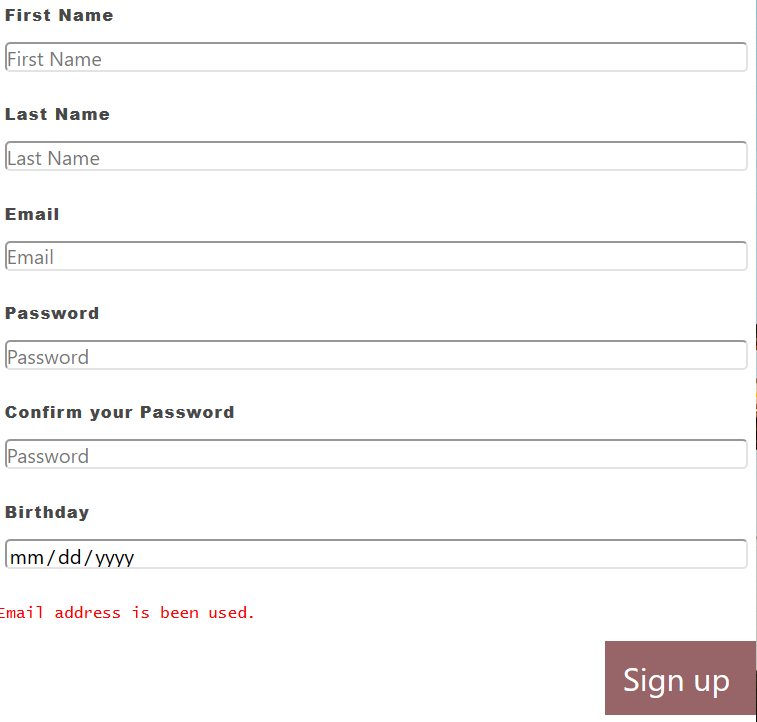 First Name
First Name
Last Name
Last Name
Email
Email
Password
Password
Confirm your Password
Password
Birthday
mm/dd/yyyy
Email address is been used.
Sign up